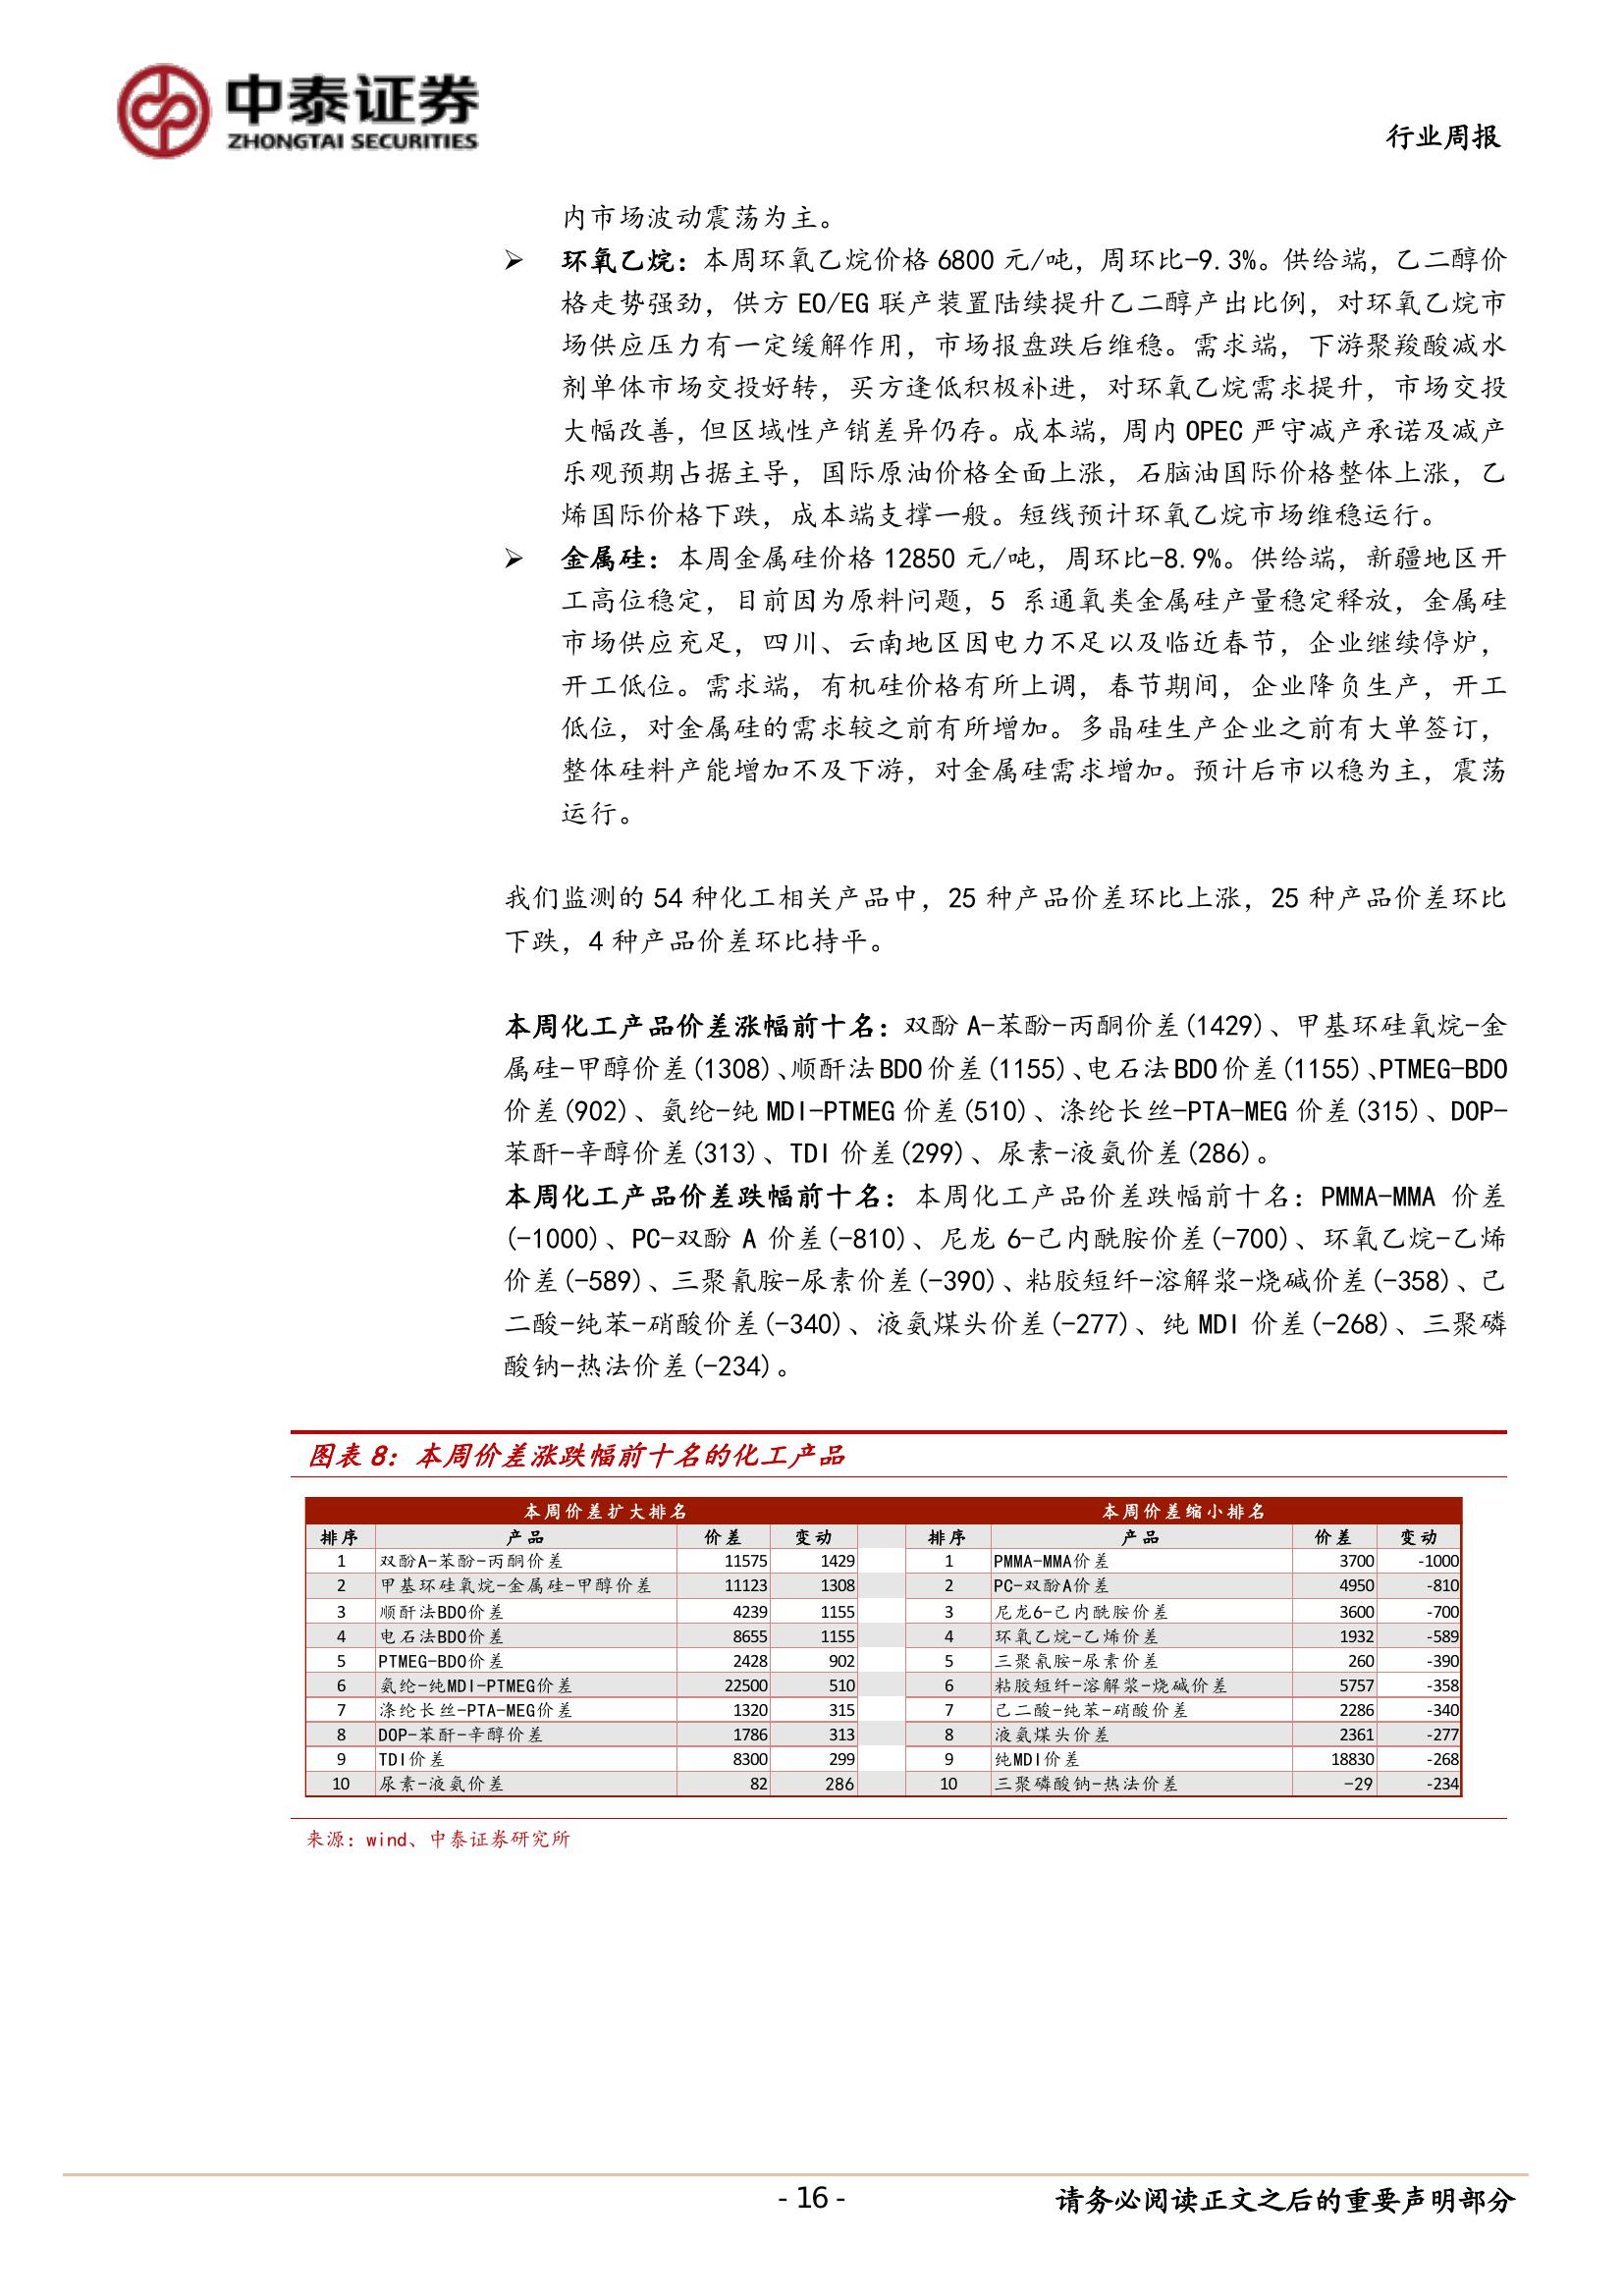 中泰证券
ZHONGTAI SECURITIES
行业周报
内市场波动震荡为主。
➢ 环氧乙烷：本周环氧乙烷价格 6800 元/吨，周环比-9.3%。供给端，乙二醇价
格走势强劲，供方 EO/EG 联产装置陆续提升乙二醇产出比例，对环氧乙烷市
场供应压力有一定缓解作用，市场报盘跌后维稳。需求端，下游聚羧酸减水
剂单体市场交投好转，买方逢低积极补进，对环氧乙烷需求提升，市场交投
大幅改善，但区域性产销差异仍存。成本端，周内 OPEC 严守减产承诺及减产
乐观预期占据主导，国际原油价格全面上涨，石脑油国际价格整体上涨，乙
烯国际价格下跌，成本端支撑一般。短线预计环氧乙烷市场维稳运行。
➢ 金属硅：本周金属硅价格 12850 元/吨，周环比-8.9%。供给端，新疆地区开
工高位稳定，目前因为原料问题，5 系通氧类金属硅产量稳定释放，金属硅
市场供应充足，四川、云南地区因电力不足以及临近春节，企业继续停炉，
开工低位。需求端，有机硅价格有所上调，春节期间，企业降负生产，开工
低位，对金属硅的需求较之前有所增加。多晶硅生产企业之前有大单签订，
整体硅料产能增加不及下游，对金属硅需求增加。预计后市以稳为主，震荡
运行。
我们监测的 54 种化工相关产品中，25 种产品价差环比上涨，25 种产品价差环比
下跌，4 种产品价差环比持平。
本周化工产品价差涨幅前十名：双酚 A-苯酚-丙酮价差(1429)、甲基环硅氧烷-金
属硅-甲醇价差(1308)、顺酐法 BDO 价差(1155)、电石法 BDO 价差(1155)、PTMEG-BDO
价差(902)、氨纶-纯 MDI-PTMEG 价差(510)、涤纶长丝-PTA-MEG 价差(315)、DOP-
苯酐-辛醇价差(313)、TDI 价差(299)、尿素-液氨价差(286)。
本周化工产品价差跌幅前十名：本周化工产品价差跌幅前十名：PMMA-MMA 价差
(-1000)、PC-双酚 A 价差(-810)、尼龙 6-己内酰胺价差(-700)、环氧乙烷-乙烯
价差(-589)、三聚氰胺-尿素价差(-390)、粘胶短纤-溶解浆-烧碱价差(-358)、己
二酸-纯苯-硝酸价差(-340)、液氨煤头价差(-277)、纯 MDI 价差(-268)、三聚磷
酸钠-热法价差(-234)。
图表 8：本周价差涨跌幅前十名的化工产品
本周价差扩大排名 本周价差缩小排名
排序 产品 价差 变动 排序 产品 价差 变动
1 双酚A-苯酚-丙酮价差 11575 1429 1 PMMA-MMA价差 3700 -1000
2 甲基环硅氧烷-金属硅-甲醇价差 11123 1308 2 PC-双酚A价差 4950 -810
3 顺酐法BDO价差 4239 1155 3 尼龙6-己内酰胺价差 3600 -700
4 电石法BDO价差 8655 1155 4 环氧乙烷-乙烯价差 1932 -589
5 PTMEG-BDO价差 2428 902 5 三聚氰胺-尿素价差 260 -390
6 氨纶-纯MDI-PTMEG价差 22500 510 6 粘胶短纤-溶解浆-烧碱价差 5757 -358
7 涤纶长丝-PTA-MEG价差 1320 315 7 己二酸-纯苯-硝酸价差 2286 -340
8 DOP-苯酐-辛醇价差 1786 313 8 液氨煤头价差 2361 -277
9 TDI价差 8300 299 9 纯MDI价差 18830 -268
10 尿素-液氨价差 82 286 10 三聚磷酸钠-热法价差 -29 -234
来源：wind、中泰证券研究所
- 16 -
请务必阅读正文之后的重要声明部分